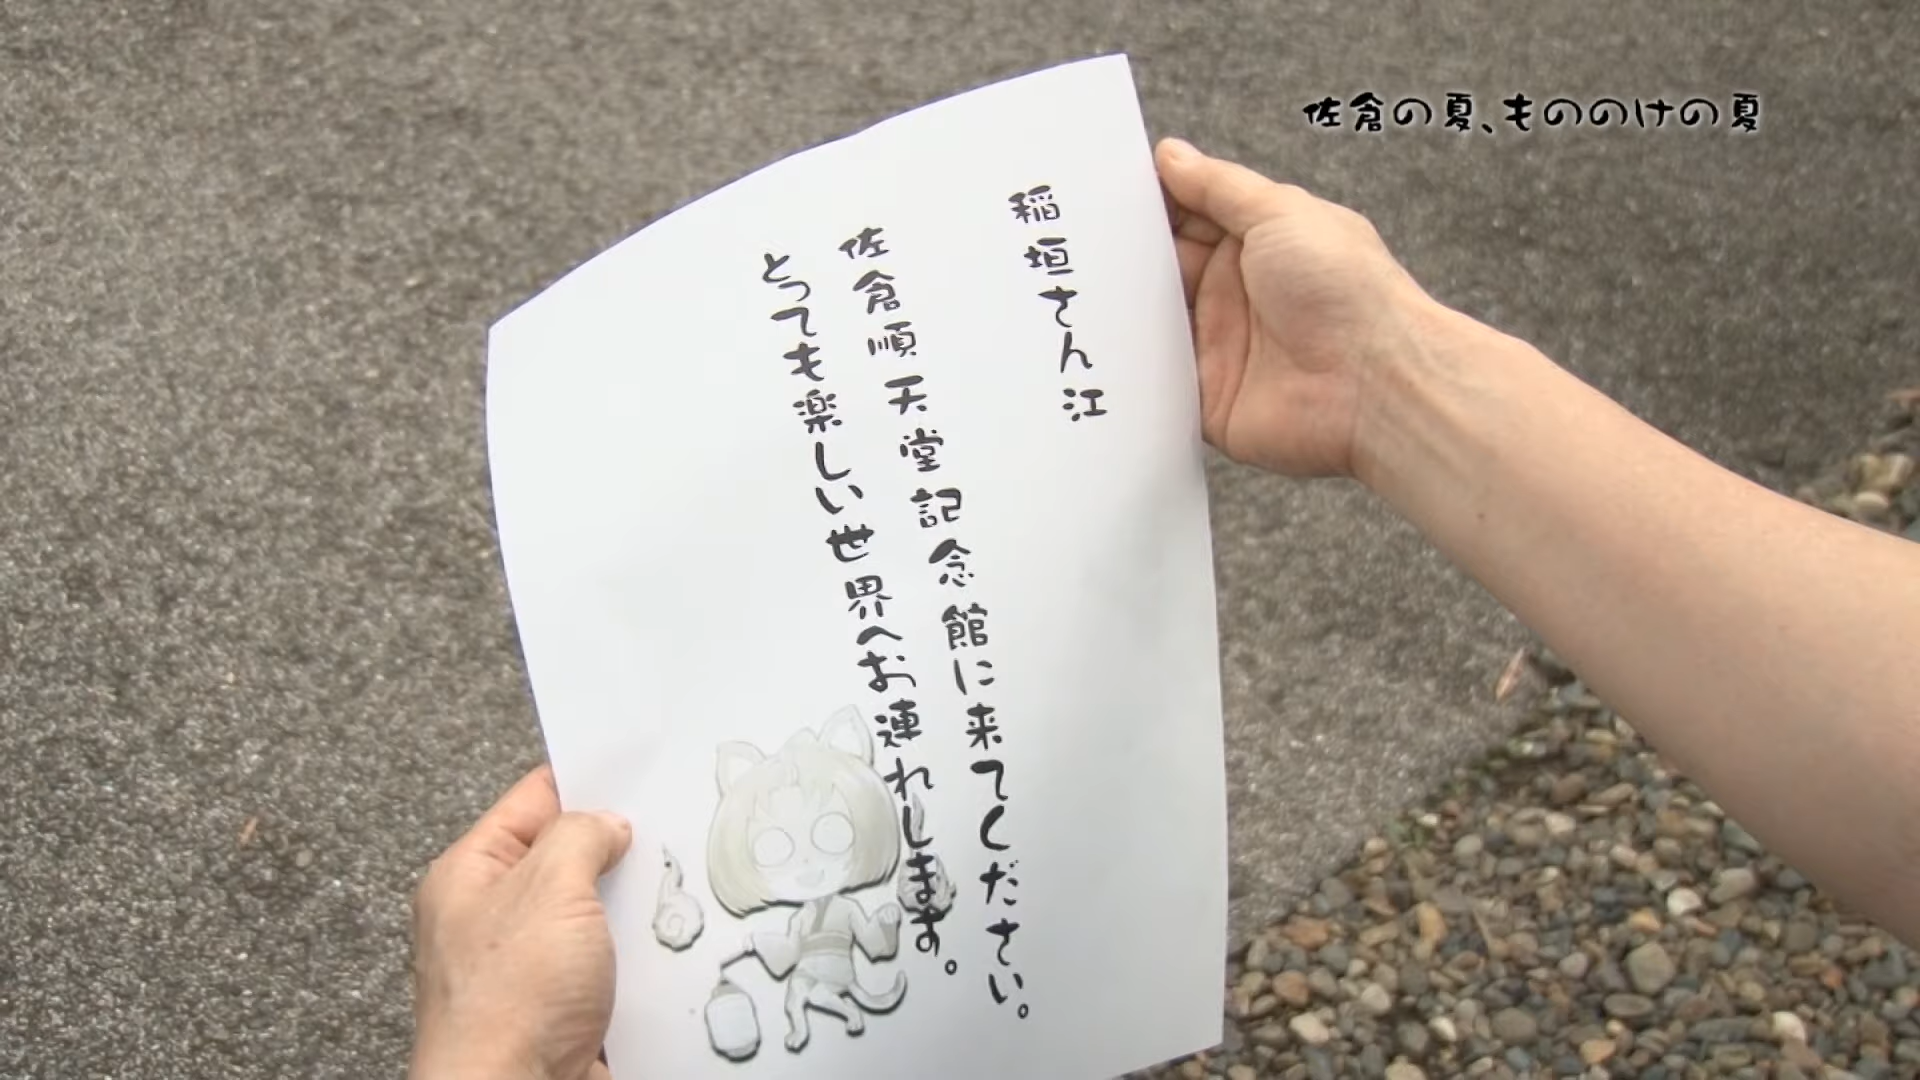 佐倉の夏、もののけの夏
稲垣さん江
佐倉順天堂記念館に来てください。
とっても楽しい世界へお連れします。